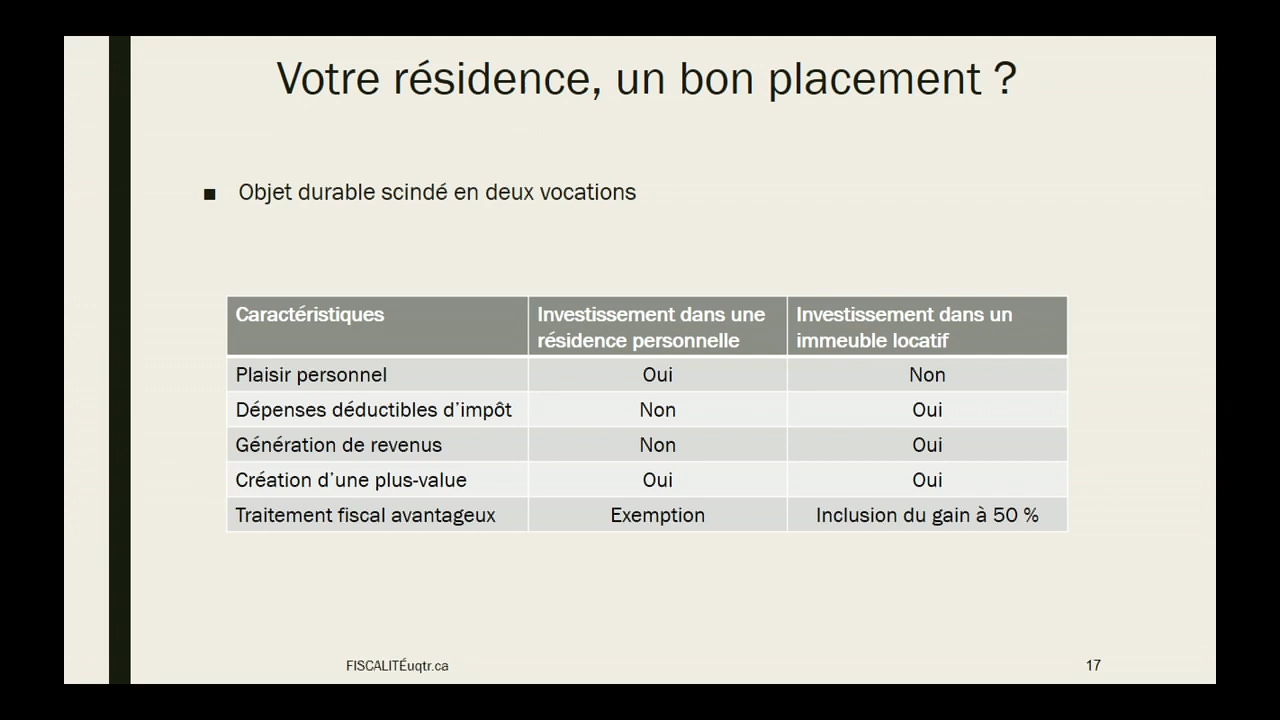 Votre résidence, un bon placement ?
■ Objet durable scindé en deux vocations
Caractéristiques
Investissement dans une
résidence personnelle
Investissement dans un
immeuble locatif
Plaisir personnel Oui Non
Dépenses déductibles d'impôt Non Oui
Génération de revenus Non Oui
Création d'une plus-value Oui Oui
Traitement fiscal avantageux Exemption Inclusion du gain à 50 %
FISCALITÉuqtr.ca 17